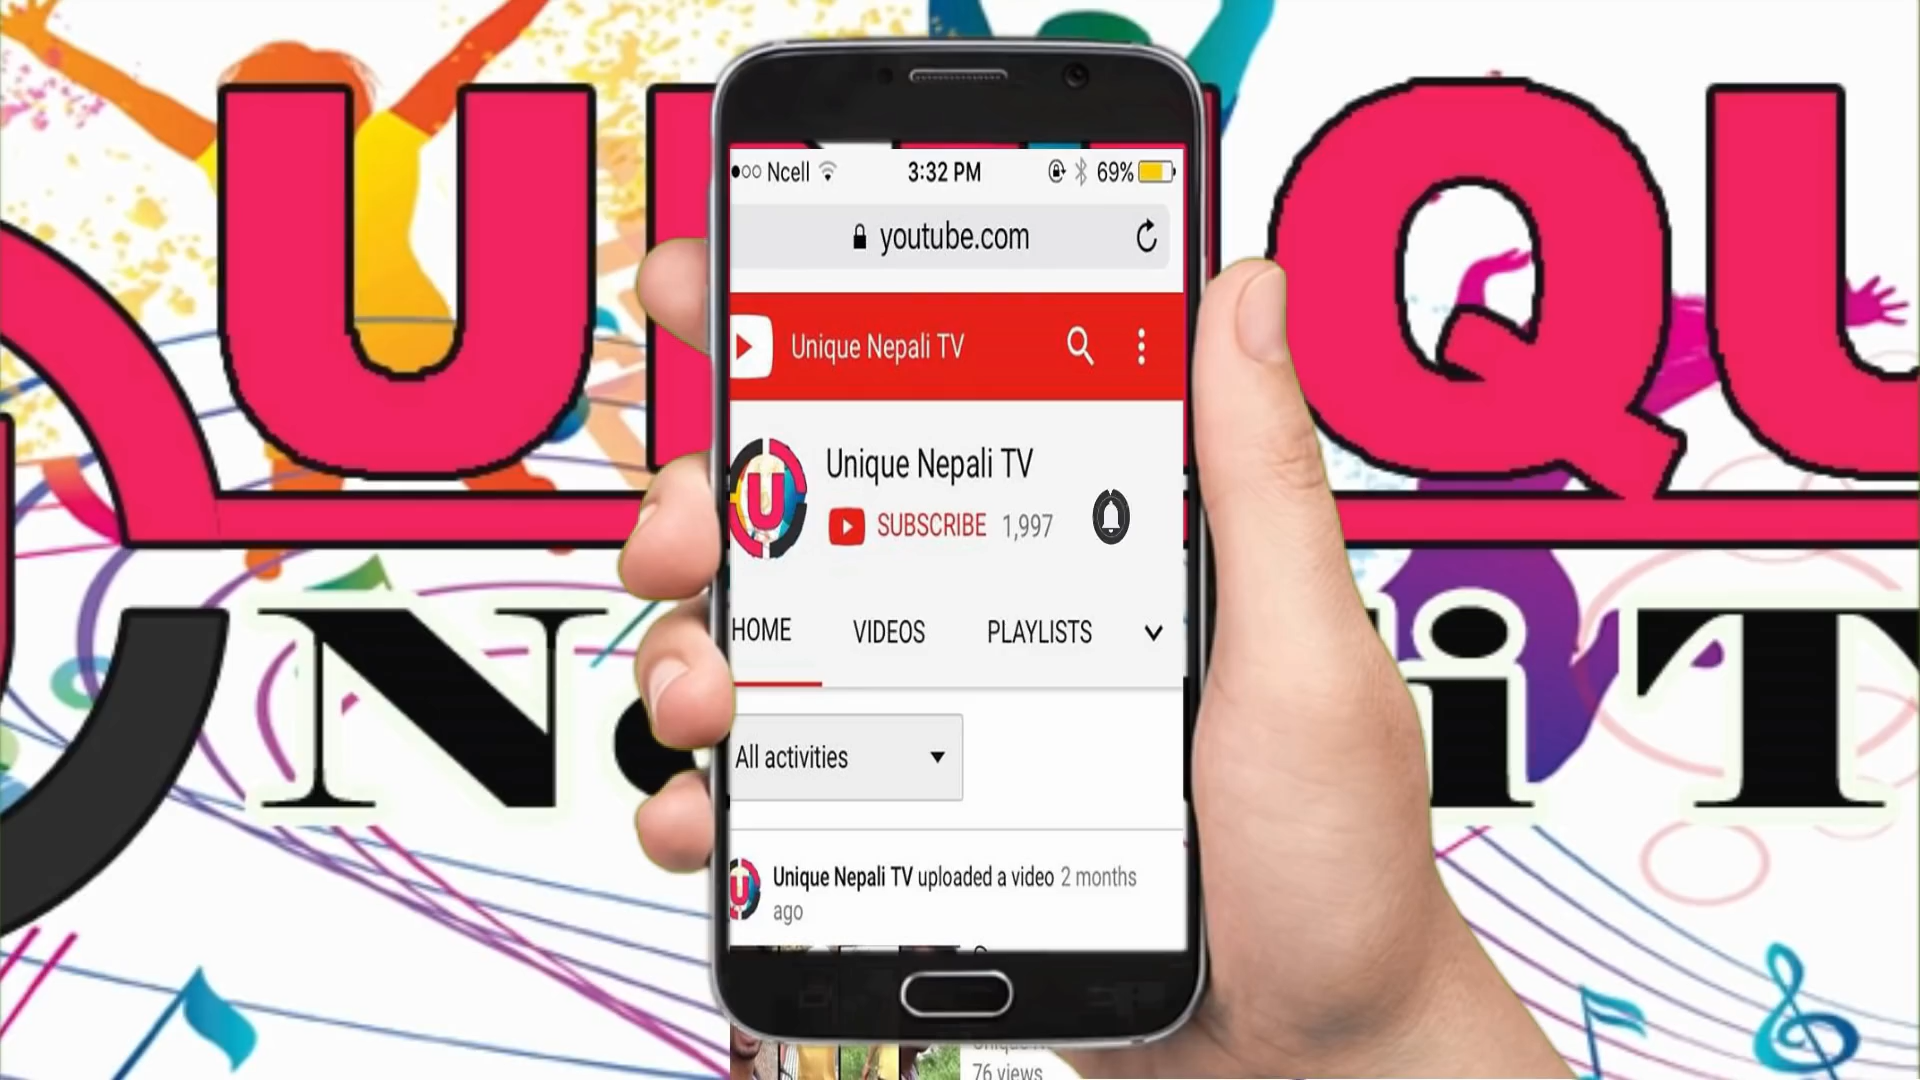 UNIQU
Ncell 3:32 PM 69%
youtube.com
Unique Nepali TV
Unique Nepali TV
SUBSCRIBE 1,997
HOME VIDEOS PLAYLISTS
All activities
Unique Nepali TV uploaded a video 2 months
ago
76 views
N i T
U
U